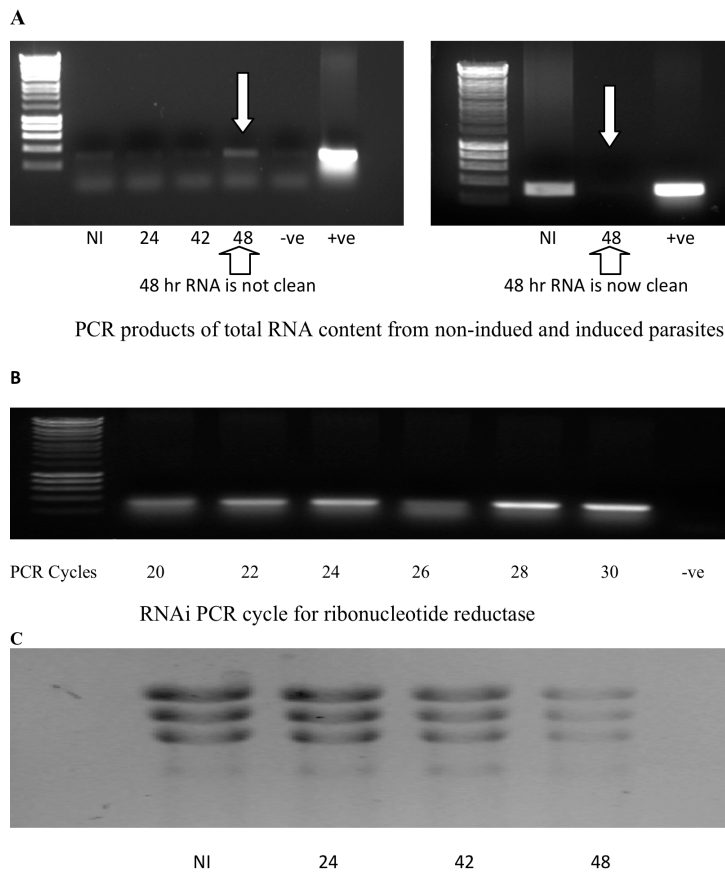 A
NI 24 42 48 -ve +ve
48 hr RNA is not clean
NI 48 +ve
48 hr RNA is now clean
PCR products of total RNA content from non-indued and induced parasites
B
PCR Cycles 20 22 24 26 28 30 -ve
RNAi PCR cycle for ribonucleotide reductase
C
NI 24 42 48